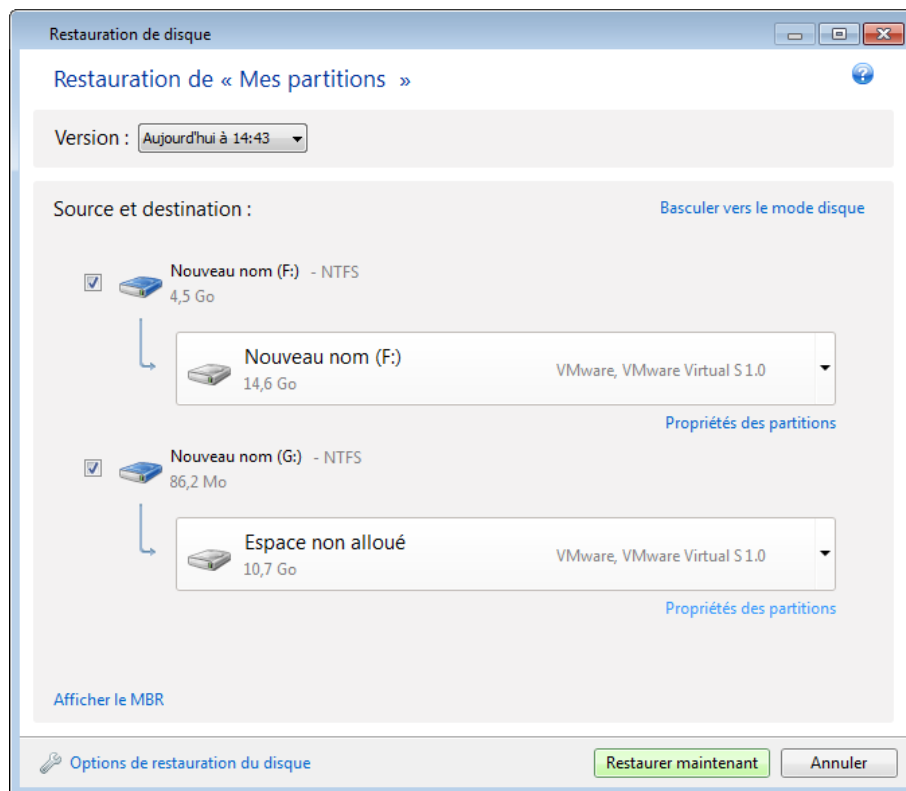 Restauration de disque
Restauration de « Mes partitions »
Version : Aujourd'hui à 14:43
Source et destination :
Basculer vers le mode disque
Nouveau nom (F:) - NTFS
4,5 Go
Nouveau nom (F:)
14,6 Go
VMware, VMware Virtual S 1.0
Propriétés des partitions
Nouveau nom (G:) - NTFS
86,2 Mo
Espace non alloué
10,7 Go
VMware, VMware Virtual S 1.0
Propriétés des partitions
Afficher le MBR
Options de restauration du disque
Restaurer maintenant
Annuler